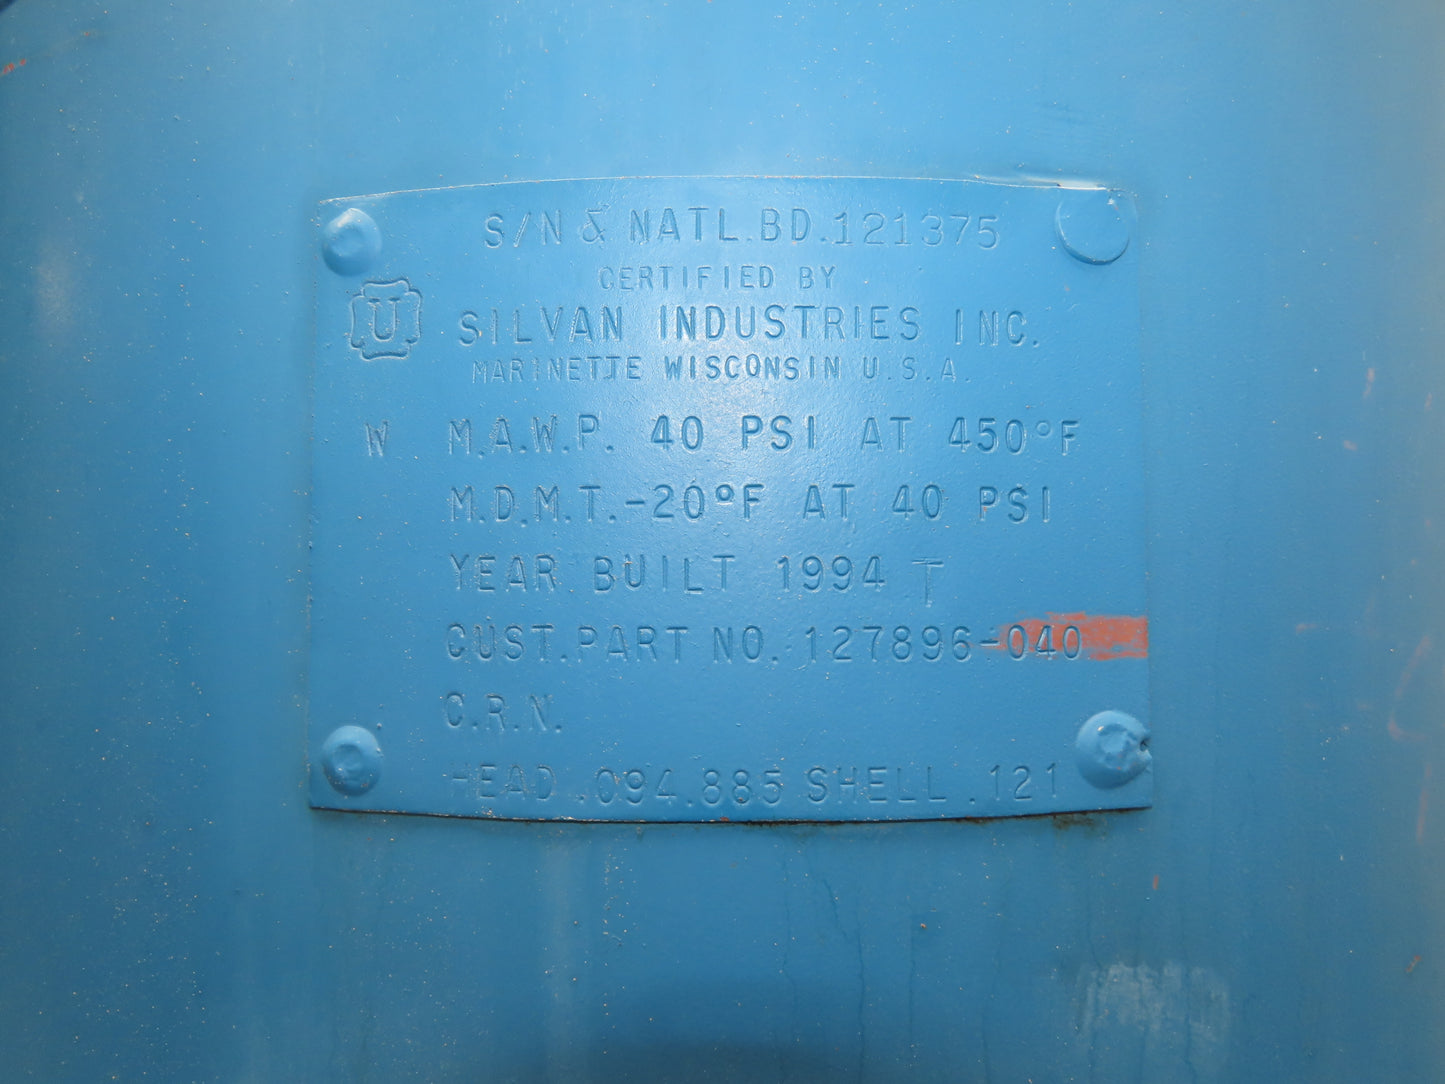 S/N & NATL.BD.121375
CERTIFIED BY
U
SILVAN INDUSTRIES INC.
MARINETTE WISCONSIN U.S.A.
W M.A.W.P. 40 PSI AT 450°F
M.D.M.T.-20°F AT 40 PSI
YEAR BUILT 1994 T
CUST.PART NO. 127896-040
C.R.N.
HEAD .094.885 SHELL .121